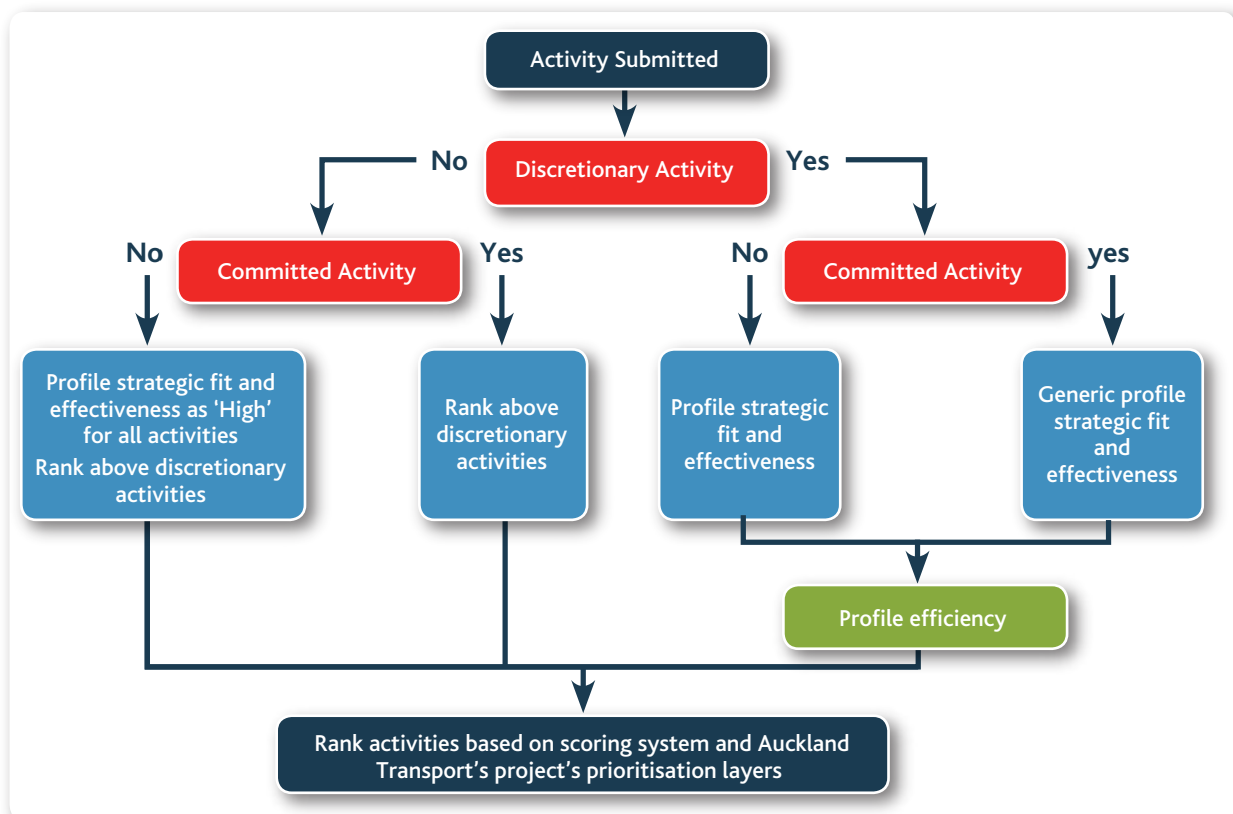 Activity Submitted
No
Discretionary Activity
Yes
No
Committed Activity
Yes
No
Committed Activity
yes
Profile strategic fit and
effectiveness as ‘High’
for all activities
Rank above discretionary
activities
Rank above
discretionary
activities
Profile strategic
fit and
effectiveness
Generic profile
strategic fit
and
effectiveness
Profile efficiency
Rank activities based on scoring system and Auckland
Transport’s project’s prioritisation layers